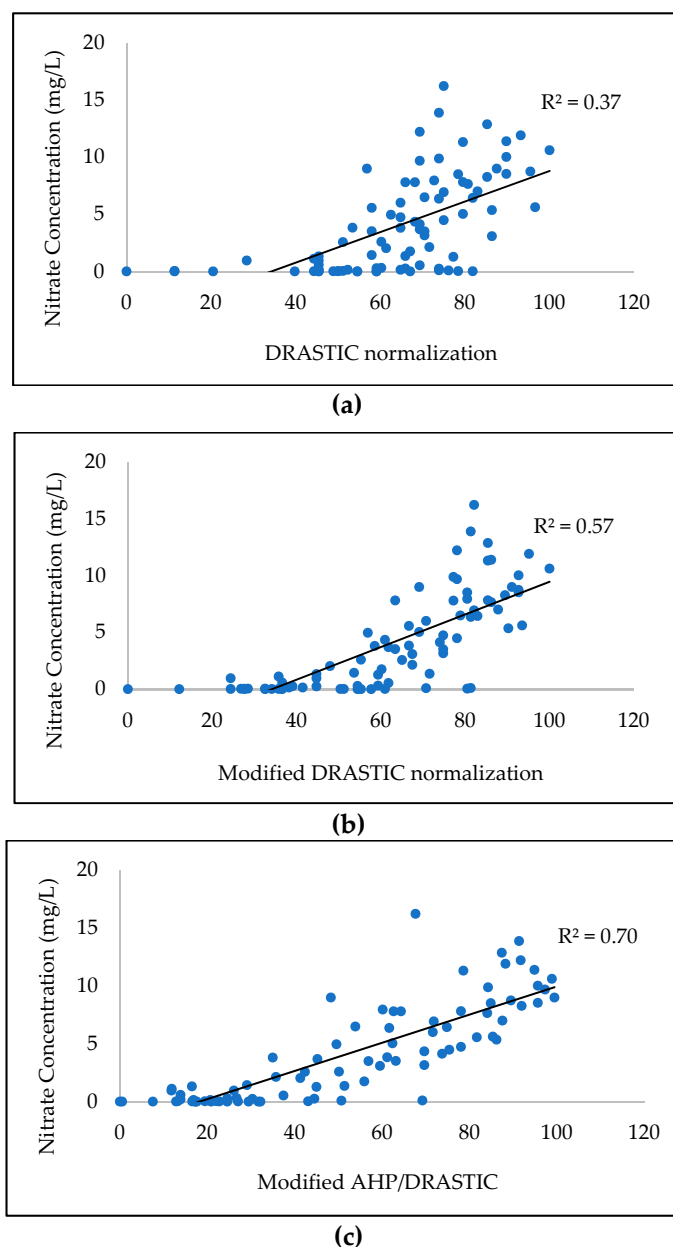 20
15
10
5
0
Nitrate Concentration (mg/L)
R² = 0.37
0 20 40 60 80 100 120
DRASTIC normalization
(a)
20
15
10
5
0
Nitrate Concentration (mg/L)
R² = 0.57
0 20 40 60 80 100 120
Modified DRASTIC normalization
(b)
20
15
10
5
0
Nitrate Concentration (mg/L)
R² = 0.70
0 20 40 60 80 100 120
Modified AHP/DRASTIC
(c)